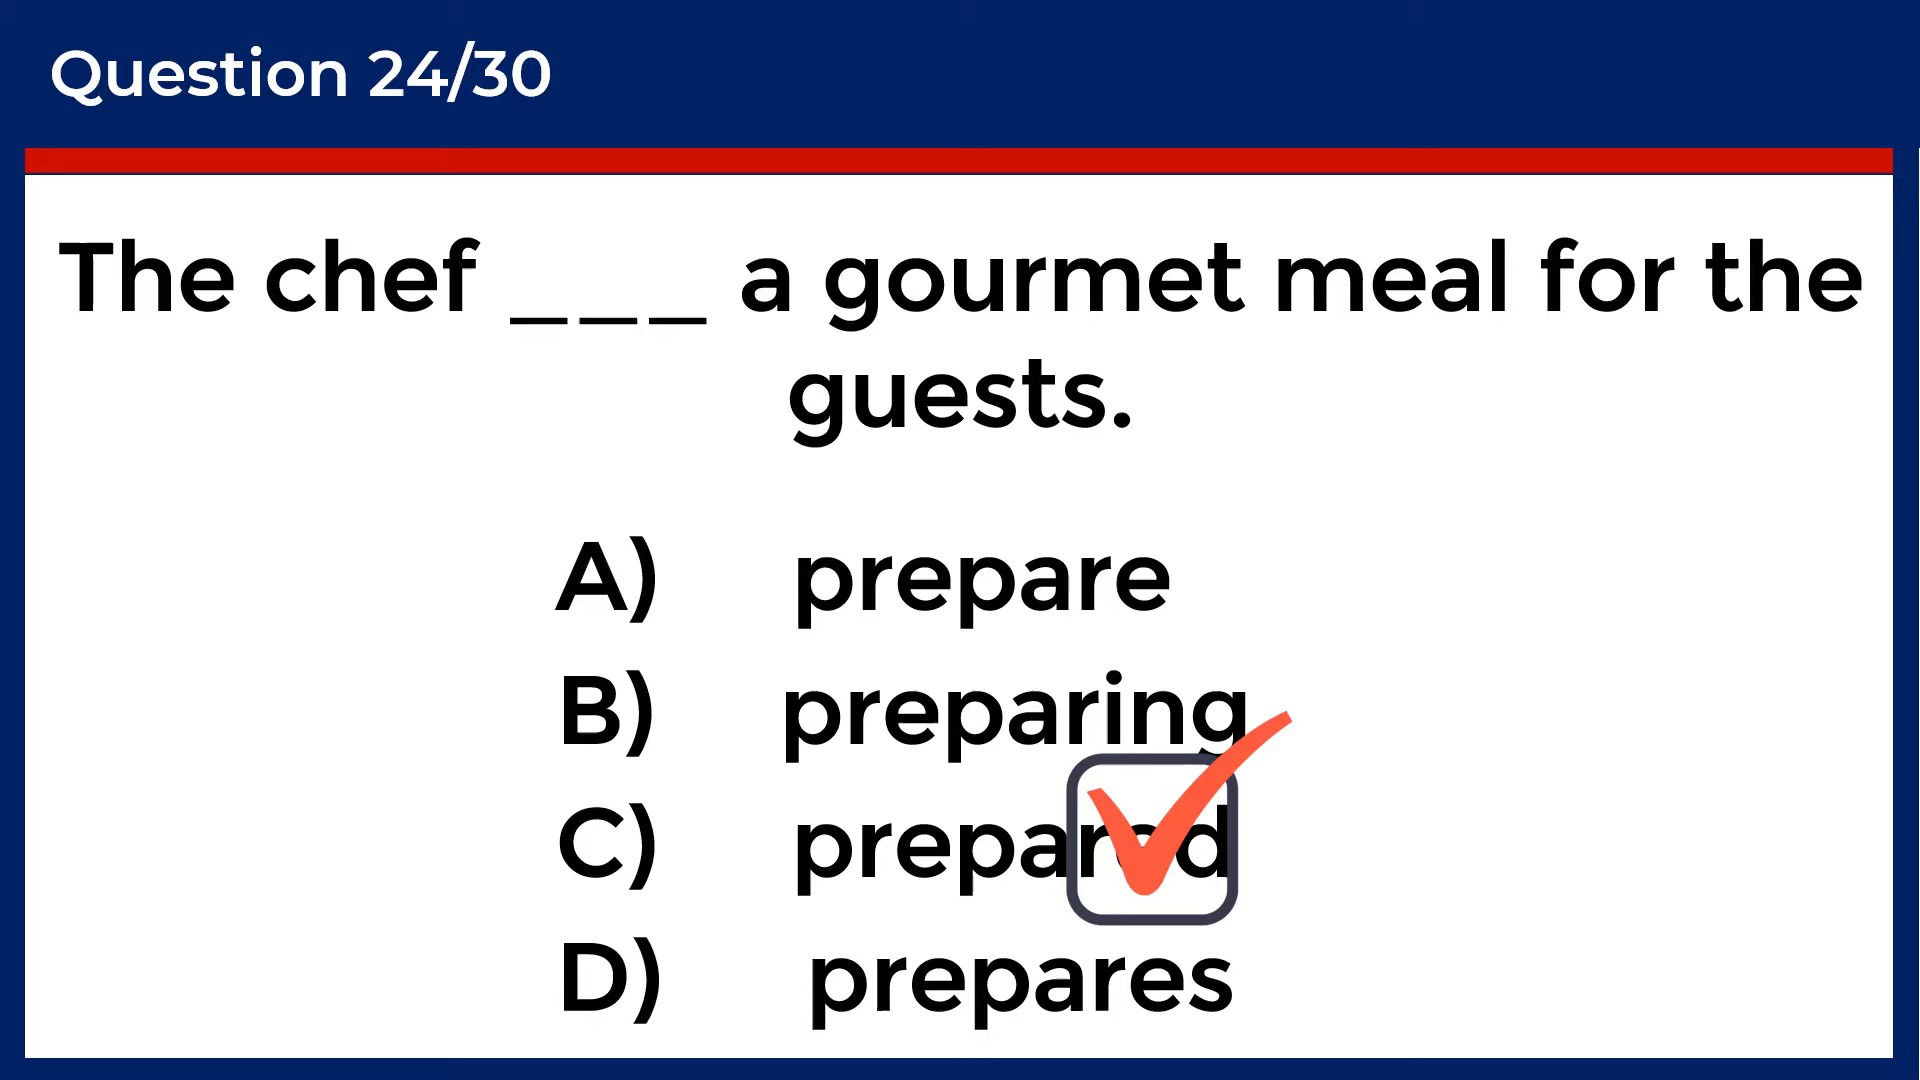 Question 24/30
The chef ___ a gourmet meal for the
guests.
A) prepare
B) preparing
C) prepared
D) prepares